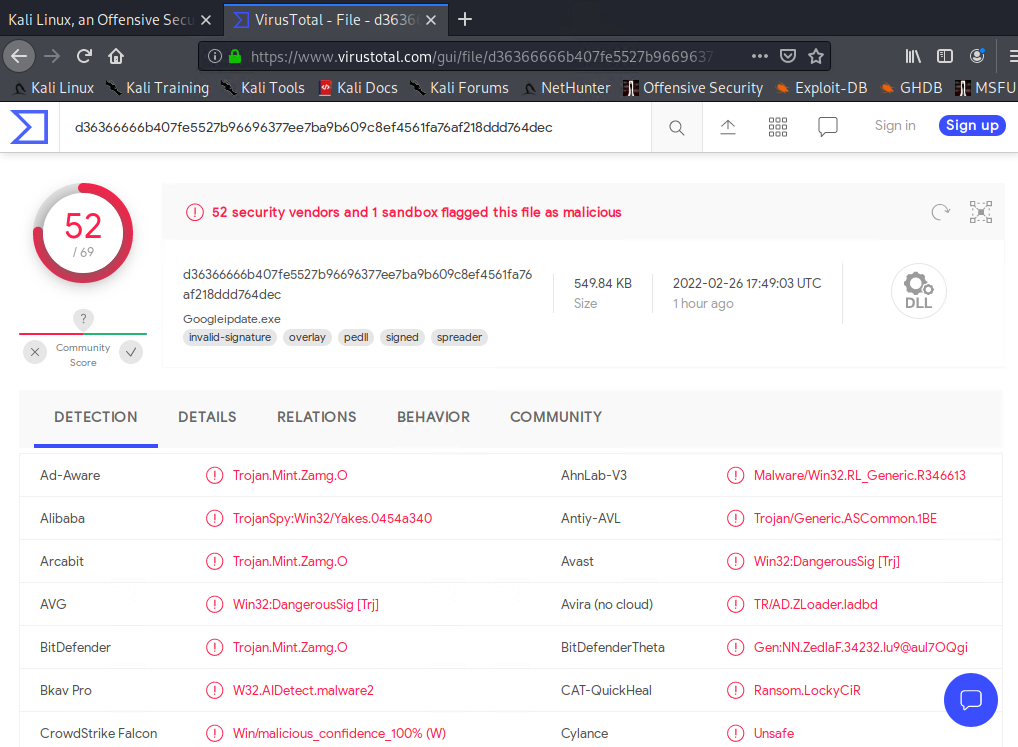 Kali Linux, an Offensive Secu
VirusTotal - File - d36366
https://www.virustotal.com/gui/file/d36366666b407fe5527b96696377
Kali Linux Kali Training Kali Tools Kali Docs Kali Forums NetHunter Offensive Security Exploit-DB GHDB MSFU
d36366666b407fe5527b96696377ee7ba9b609c8ef4561fa76af218ddd764dec
Sign in
Sign up
52
/ 69
?
Community
Score
52 security vendors and 1 sandbox flagged this file as malicious
d36366666b407fe5527b96696377ee7ba9b609c8ef4561fa76
af218ddd764dec
Googleipdate.exe
invalid-signature overlay pedll signed spreader
549.84 KB
Size
2022-02-26 17:49:03 UTC
1 hour ago
DLL
DETECTION DETAILS RELATIONS BEHAVIOR COMMUNITY
Ad-Aware Trojan.Mint.Zamg.O AhnLab-V3 Malware/Win32.RL_Generic.R346613
Alibaba TrojanSpy:Win32/Yakes.0454a340 Antiy-AVL Trojan/Generic.ASCommon.1BE
Arcabit Trojan.Mint.Zamg.O Avast Win32:DangerousSig [Trj]
AVG Win32:DangerousSig [Trj] Avira (no cloud) TR/AD.ZLoader.ladbd
BitDefender Trojan.Mint.Zamg.O BitDefenderTheta Gen:NN.ZedlaF.34232.lu9@aul7OQgi
Bkav Pro W32.AIDetect.malware2 CAT-QuickHeal Ransom.LockyCiR
CrowdStrike Falcon Win/malicious_confidence_100% (W) Cylance Unsafe